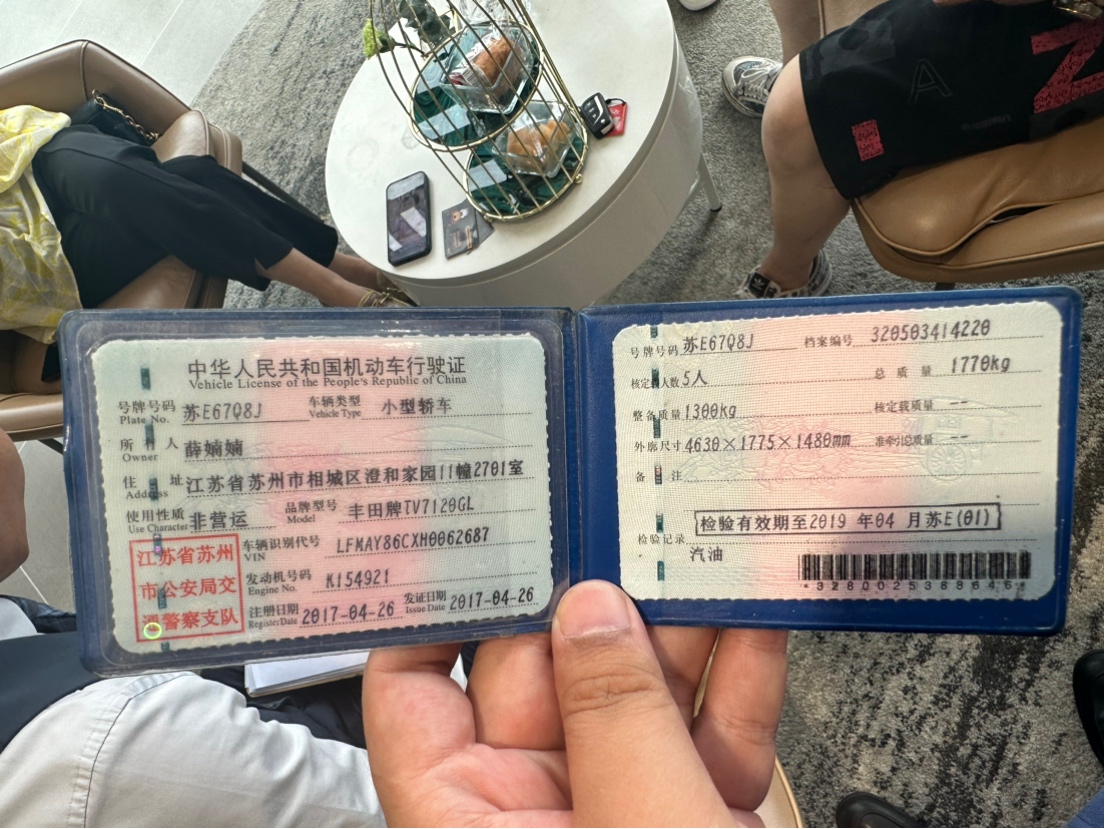 中华人民共和国机动车行驶证
Vehicle License of the People's Republic of China
号牌号码 苏E67Q8J 车辆类型 小型轿车
Plate No. Vehicle Type
所有人 薛婻婻
Owner
住址 江苏省苏州市相城区澄和家园11幢2701室
Address
使用性质 非营运 品牌型号 丰田牌TV7120GL
Use Character Model
江苏省苏州
市公安局交
通警察支队
车辆识别代号 LFMAY86CXH0062687
VIN
发动机号码 K154921
Engine No.
注册日期 2017-04-26 发证日期 2017-04-26
Register Date Issue Date
号牌号码 苏E67Q8J 档案编号 320503414220
核定载人数 5人 总质量 1770kg
整备质量 1300kg 核定载质量 --
外廓尺寸 4630×1775×1480mm 准牵引总质量 --
备注
检验有效期至2019年04月苏E(01)
检验记录
汽油
A
N